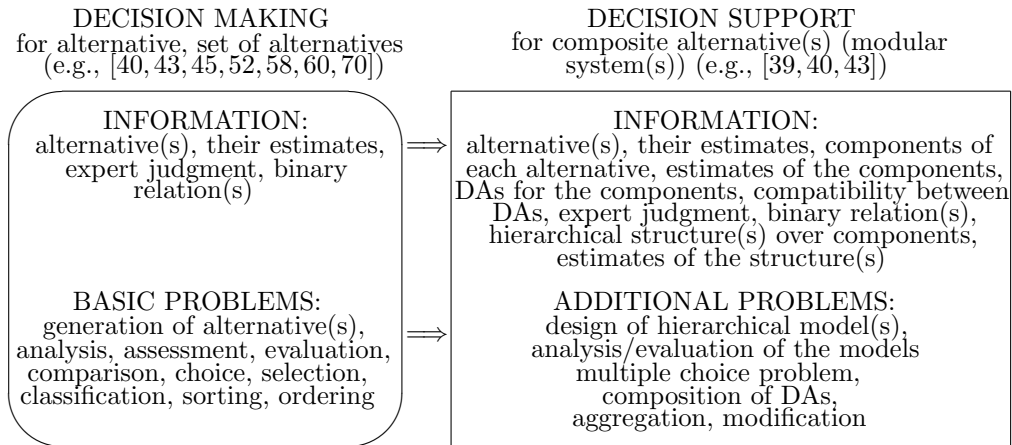 DECISION MAKING
for alternative, set of alternatives
(e.g., [40, 43, 45, 52, 58, 60, 70])
INFORMATION:
alternative(s), their estimates,
expert judgment, binary
relation(s)
BASIC PROBLEMS:
generation of alternative(s),
analysis, assessment, evaluation,
comparison, choice, selection,
classification, sorting, ordering
⇒
⇒
DECISION SUPPORT
for composite alternative(s) (modular
system(s)) (e.g., [39, 40, 43])
INFORMATION:
alternative(s), their estimates, components of
each alternative, estimates of the components,
DAs for the components, compatibility between
DAs, expert judgment, binary relation(s),
hierarchical structure(s) over components,
estimates of the structure(s)
ADDITIONAL PROBLEMS:
design of hierarchical model(s),
analysis/evaluation of the models
multiple choice problem,
composition of DAs,
aggregation, modification